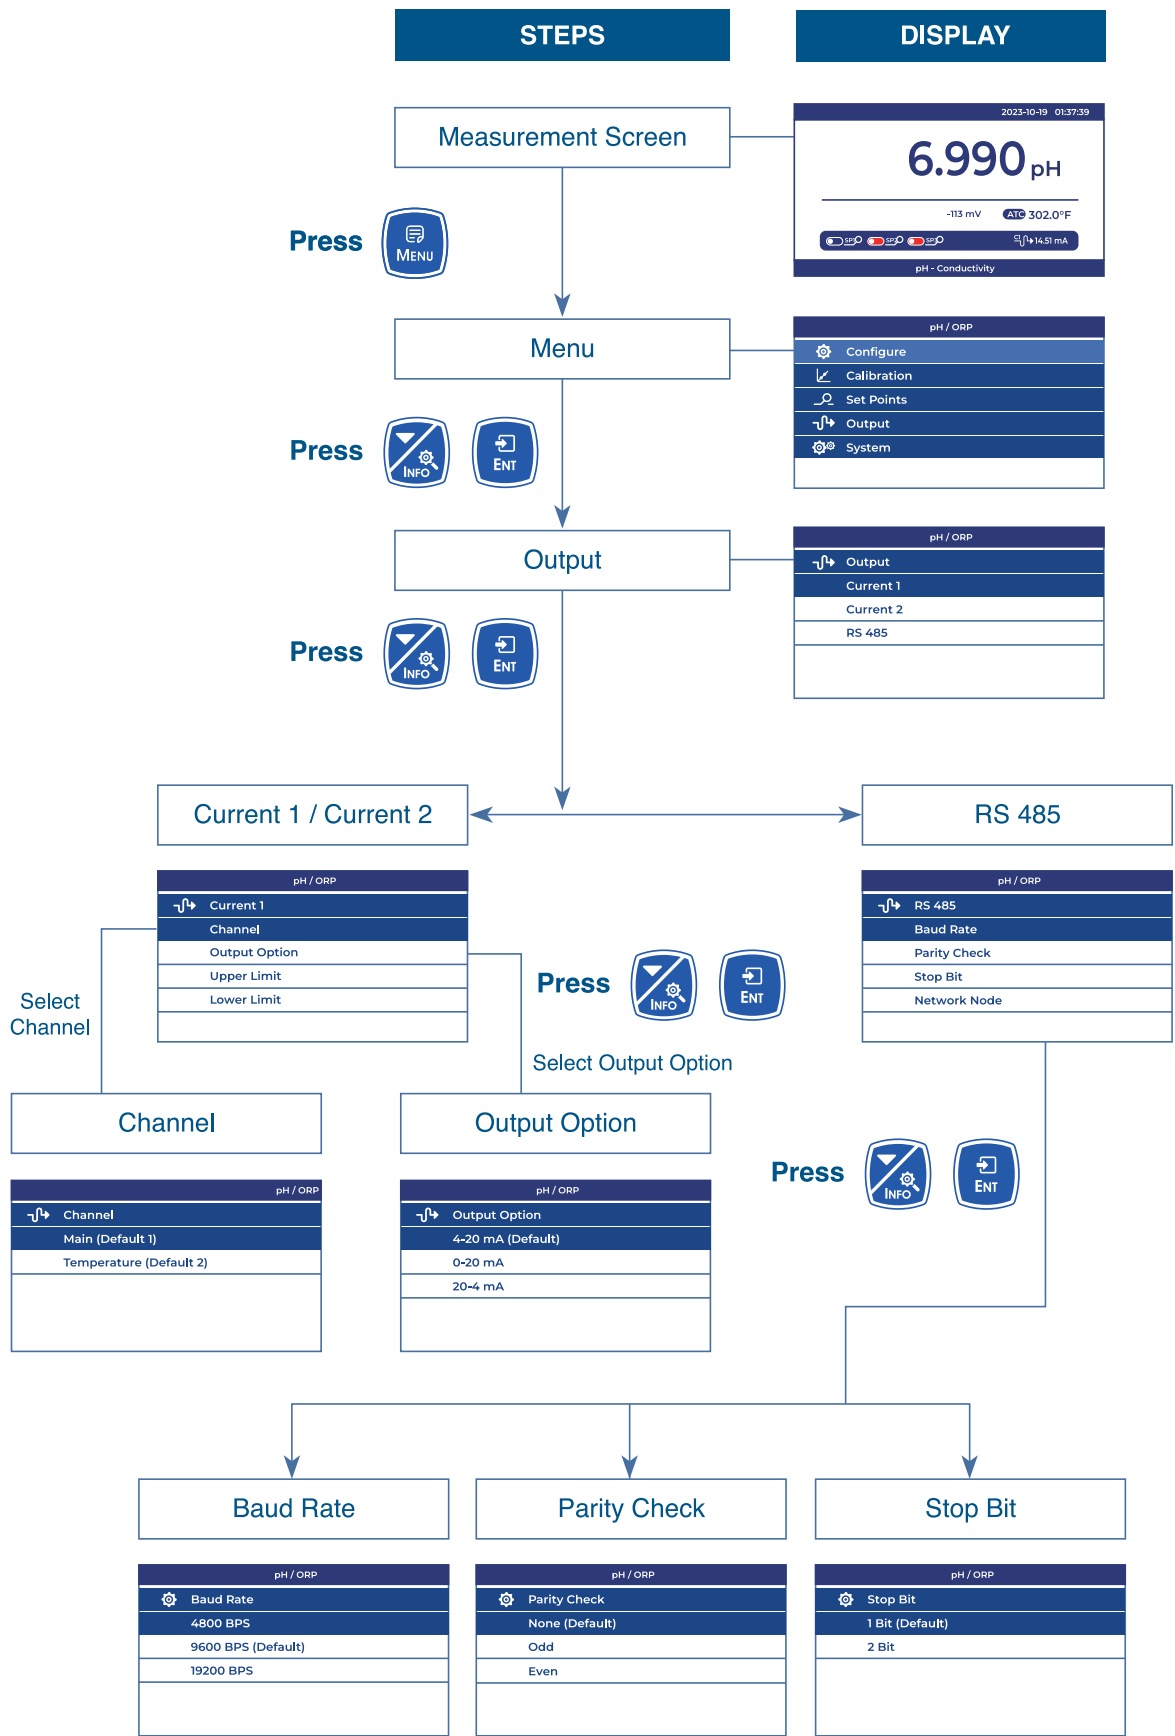 STEPS
DISPLAY
Measurement Screen
2023-10-19 01:37:39
6.990 pH
-113 mV ATC 302.0°F
SP1 SP2 SP3 C1 14.51 mA
pH - Conductivity
Press
MENU
Menu
pH / ORP
Configure
Calibration
Set Points
Output
System
Press
INFO
ENT
Output
pH / ORP
Output
Current 1
Current 2
RS 485
Press
INFO
ENT
Current 1 / Current 2
RS 485
pH / ORP
Current 1
Channel
Output Option
Upper Limit
Lower Limit
pH / ORP
RS 485
Baud Rate
Parity Check
Stop Bit
Network Node
Select
Channel
Press
INFO
ENT
Select Output Option
Channel
Output Option
Press
INFO
ENT
pH / ORP
Channel
Main (Default 1)
Temperature (Default 2)
pH / ORP
Output Option
4-20 mA (Default)
0-20 mA
20-4 mA
Baud Rate
Parity Check
Stop Bit
pH / ORP
Baud Rate
4800 BPS
9600 BPS (Default)
19200 BPS
pH / ORP
Parity Check
None (Default)
Odd
Even
pH / ORP
Stop Bit
1 Bit (Default)
2 Bit